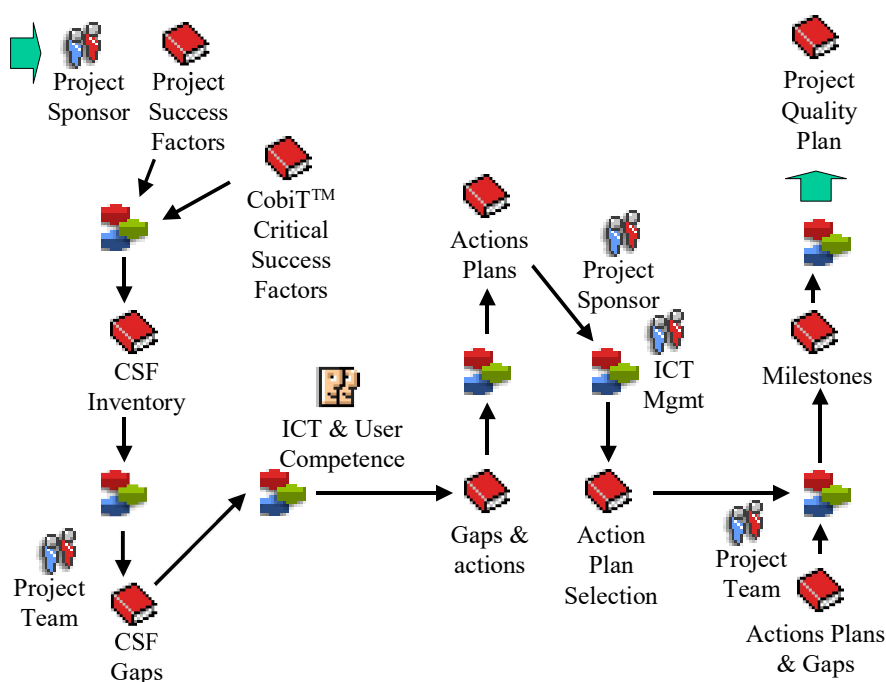 Project
Sponsor
Project
Success
Factors
CobiT™
Critical
Success
Factors
CSF
Inventory
Project
Team
CSF
Gaps
ICT & User
Competence
Gaps &
actions
Actions
Plans
Project
Sponsor
ICT
Mgmt
Action
Plan
Selection
Project
Team
Actions Plans
& Gaps
Milestones
Project
Quality
Plan